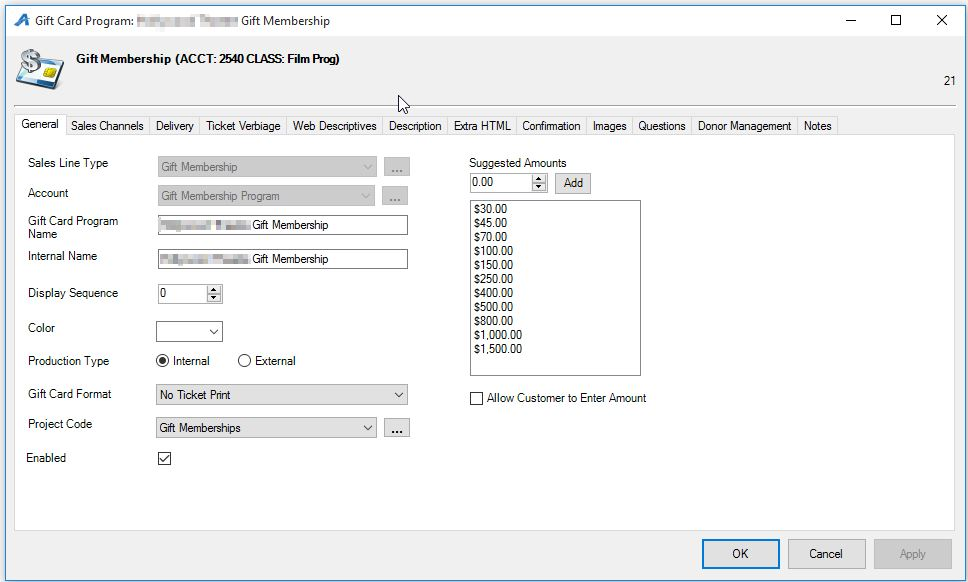 Gift Card Program: Gift Membership
Gift Membership (ACCT: 2540 CLASS: Film Prog)
21
General Sales Channels Delivery Ticket Verbiage Web Descriptives Description Extra HTML Confirmation Images Questions Donor Management Notes
Sales Line Type Gift Membership ...
Account Gift Membership Program ...
Gift Card Program
Name
Gift Membership
Internal Name Gift Membership
Display Sequence 0
Color
Production Type Internal External
Gift Card Format No Ticket Print
Project Code Gift Memberships ...
Enabled
Suggested Amounts
0.00 Add
$30.00
$45.00
$70.00
$100.00
$150.00
$250.00
$400.00
$500.00
$800.00
$1,000.00
$1,500.00
Allow Customer to Enter Amount
OK Cancel Apply